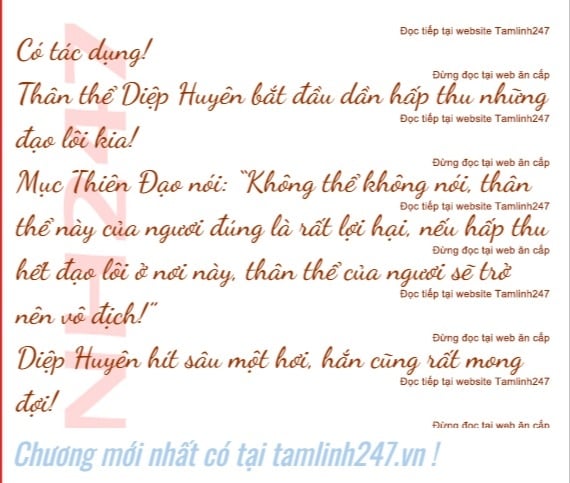 Đọc tiếp tại website Tamlinh247
Có tác dụng!
Đừng đọc tại web ăn cắp
Thân thể Diệp Huyên bắt đầu dần hấp thu những
Đọc tiếp tại website Tamlinh247
đạo lôi kia!
Đừng đọc tại web ăn cắp
Mục Thiên Đạo nói: “Không thể không nói, thân
Đọc tiếp tại website Tamlinh247
thể này của ngươi đúng là rất lợi hại, nếu hấp thu
Đừng đọc tại web ăn cắp
hết đạo lôi ở nơi này, thân thể của ngươi sẽ trở
Đọc tiếp tại website Tamlinh247
nên vô địch!”
Đừng đọc tại web ăn cắp
Diệp Huyên hít sâu một hơi, hắn cũng rất mong
Đọc tiếp tại website Tamlinh247
đợi!
Đừng đọc tại web ăn cắp
Chương mới nhất có tại tamlinh247.vn !
NH247